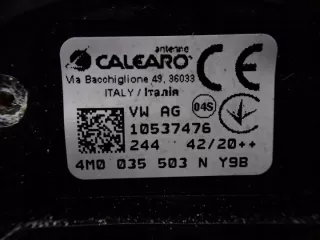 antenne
CALEARO
Via Bacchiglione 49, 36033
ITALY / Італія
CE
VW AG
04S
10537476
244 42/20++
4M0 035 503 N Y9B